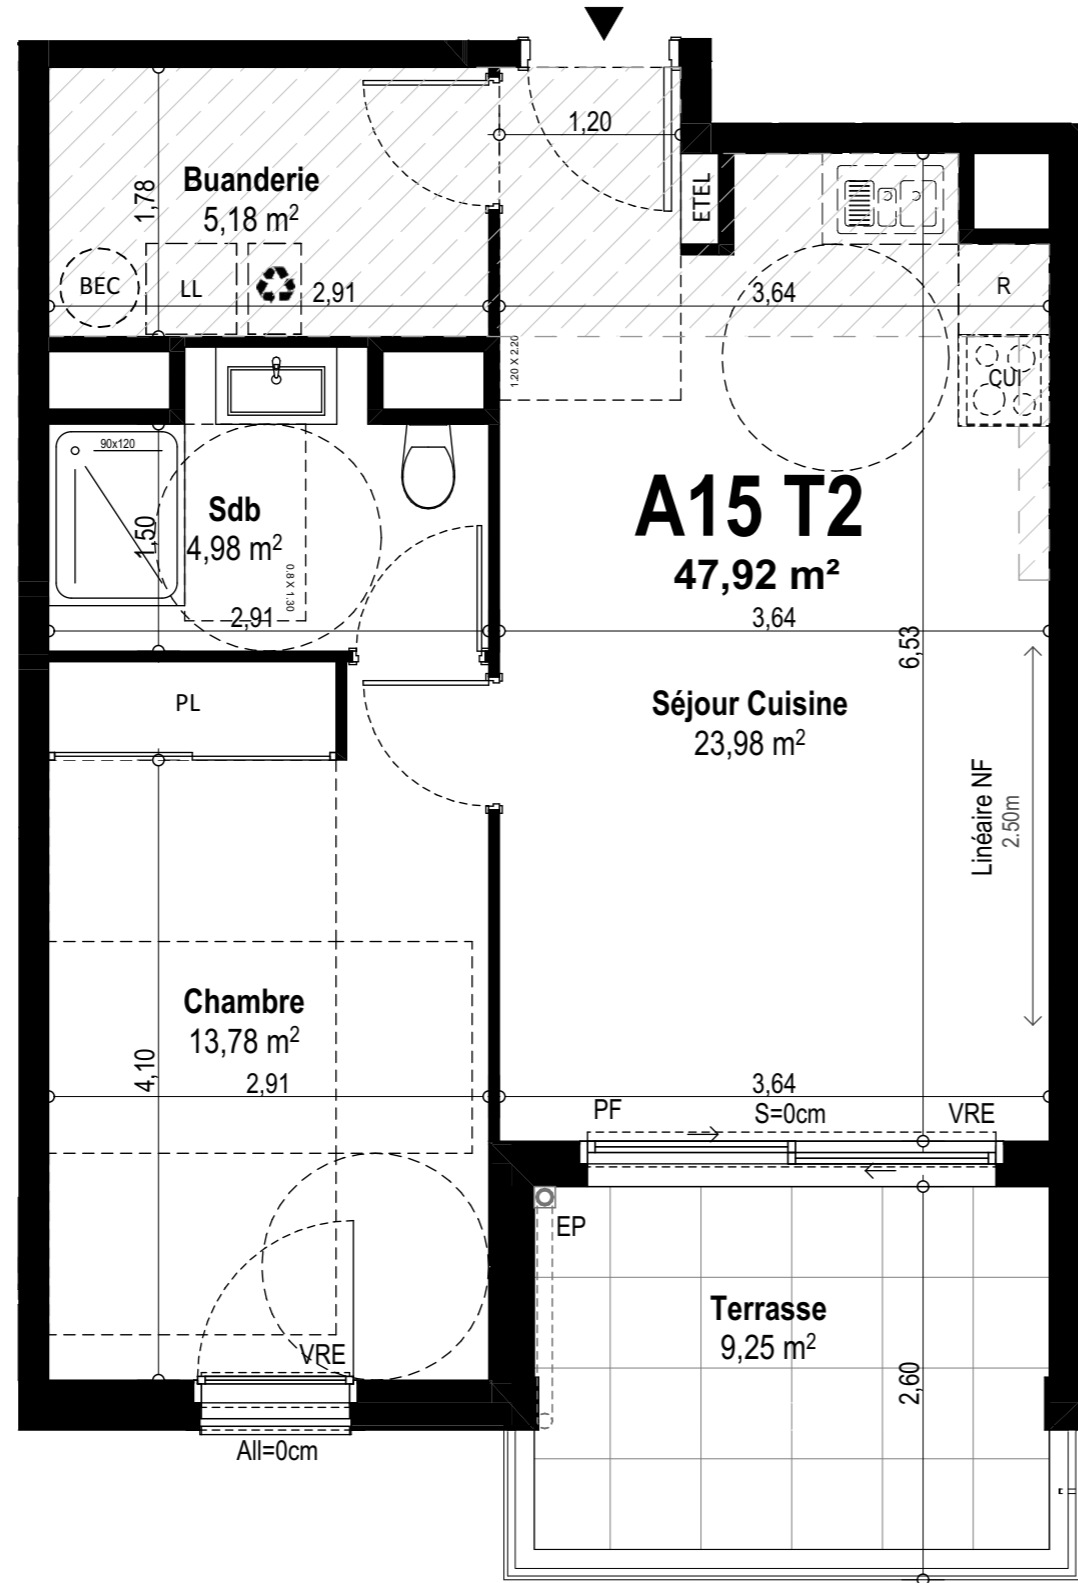 1,20
Buanderie
5,18 m²
1,78
ETEL
BEC
LL
2,91
3,64
R
1.20 X 2.20
CUI
90x120
Sdb
4,98 m²
1,50
0.8 X 1.30
2,91
A15 T2
47,92 m²
3,64
6,53
PL
Séjour Cuisine
23,98 m²
Linéaire NF
2.50m
Chambre
13,78 m²
4,10
2,91
3,64
PF
S=0cm
VRE
EP
Terrasse
9,25 m²
2,60
VRE
All=0cm